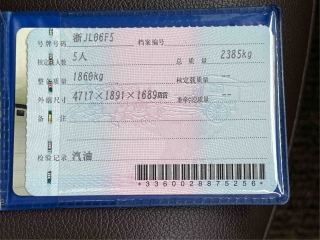 号牌号码 浙JL06F5 档案编号
核定载人数 5人 总质量 2385kg
整备质量 1860kg 核定载质量 --
外廓尺寸 4717×1891×1689mm 准牵引总质量 --
备注
检验记录 汽油
*3360028875256*